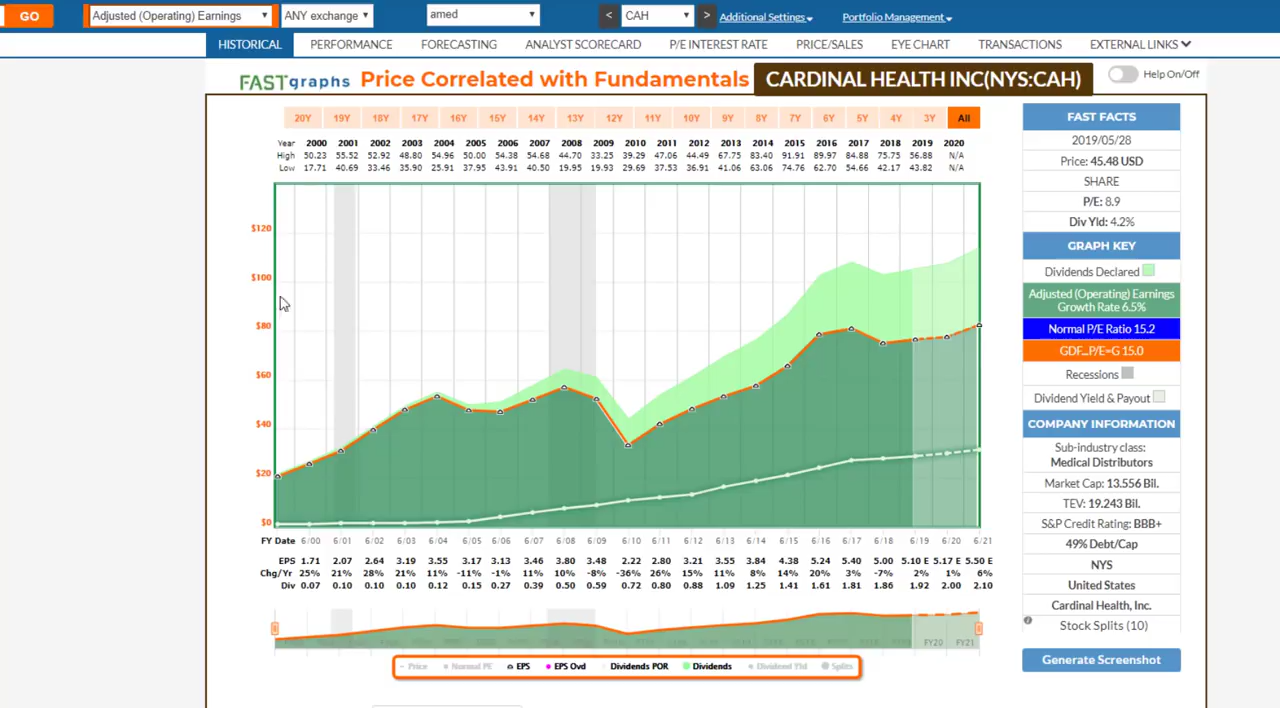 GO Adjusted (Operating) Earnings ANY exchange amed < CAH > Additional Settings Portfolio Management
HISTORICAL PERFORMANCE FORECASTING ANALYST SCORECARD P/E INTEREST RATE PRICE/SALES EYE CHART TRANSACTIONS EXTERNAL LINKS
FASTgraphs Price Correlated with Fundamentals CARDINAL HEALTH INC(NYS:CAH) Help On/Off
20Y 19Y 18Y 17Y 16Y 15Y 14Y 13Y 12Y 11Y 10Y 9Y 8Y 7Y 6Y 5Y 4Y 3Y All
Year 2000 2001 2002 2003 2004 2005 2006 2007 2008 2009 2010 2011 2012 2013 2014 2015 2016 2017 2018 2019 2020
High 50.23 55.52 52.92 48.80 54.96 50.00 54.38 54.68 44.70 33.25 39.29 47.06 44.49 67.75 83.40 91.91 89.97 84.88 75.75 56.88 N/A
Low 17.71 40.69 33.46 35.90 25.91 37.95 43.91 40.50 19.95 19.93 29.69 37.53 36.91 41.06 63.06 74.76 62.70 54.66 42.17 43.82 N/A
$120
$100
$80
$60
$40
$20
$0
FY Date 6/00 6/01 6/02 6/03 6/04 6/05 6/06 6/07 6/08 6/09 6/10 6/11 6/12 6/13 6/14 6/15 6/16 6/17 6/18 6/19 6/20 6/21
EPS 1.71 2.07 2.64 3.19 3.55 3.17 3.13 3.46 3.80 3.48 2.22 2.80 3.21 3.55 3.84 4.38 5.24 5.40 5.00 5.10 E 5.17 E 5.50 E
Chg/Yr 25% 21% 28% 21% 11% -11% -1% 11% 10% -8% -36% 26% 15% 11% 8% 14% 20% 3% -7% 2% 1% 6%
Div 0.07 0.10 0.10 0.10 0.12 0.15 0.27 0.39 0.50 0.59 0.72 0.80 0.88 1.09 1.25 1.41 1.61 1.81 1.86 1.92 2.00 2.10
FY20 FY21
Price Normal PE EPS EPS Ovd Dividends POR Dividends Dividend Yld Splits
FAST FACTS
2019/05/28
Price: 45.48 USD
SHARE
P/E: 8.9
Div Yld: 4.2%
GRAPH KEY
Dividends Declared
Adjusted (Operating) Earnings
Growth Rate 6.5%
Normal P/E Ratio 15.2
GDF...P/E=G 15.0
Recessions
Dividend Yield & Payout
COMPANY INFORMATION
Sub-industry class:
Medical Distributors
Market Cap: 13.556 Bil.
TEV: 19.243 Bil.
S&P Credit Rating: BBB+
49% Debt/Cap
NYS
United States
Cardinal Health, Inc.
Stock Splits (10)
Generate Screenshot